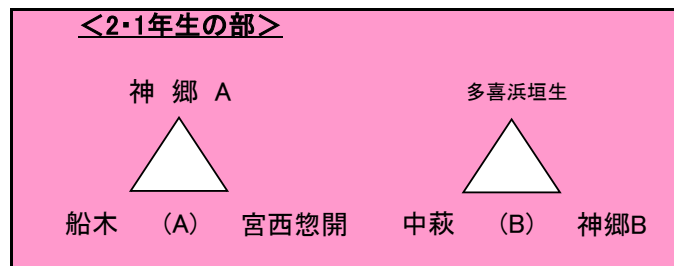 ＜2・1年生の部＞
神 郷 A 多喜浜垣生
船木 (A) 宮西惣開 中萩 (B) 神郷B